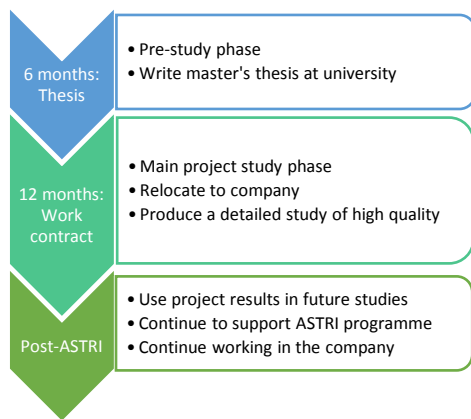 6 months:
Thesis
• Pre-study phase
• Write master's thesis at university
12 months:
Work
contract
• Main project study phase
• Relocate to company
• Produce a detailed study of high quality
Post-ASTRI
• Use project results in future studies
• Continue to support ASTRI programme
• Continue working in the company